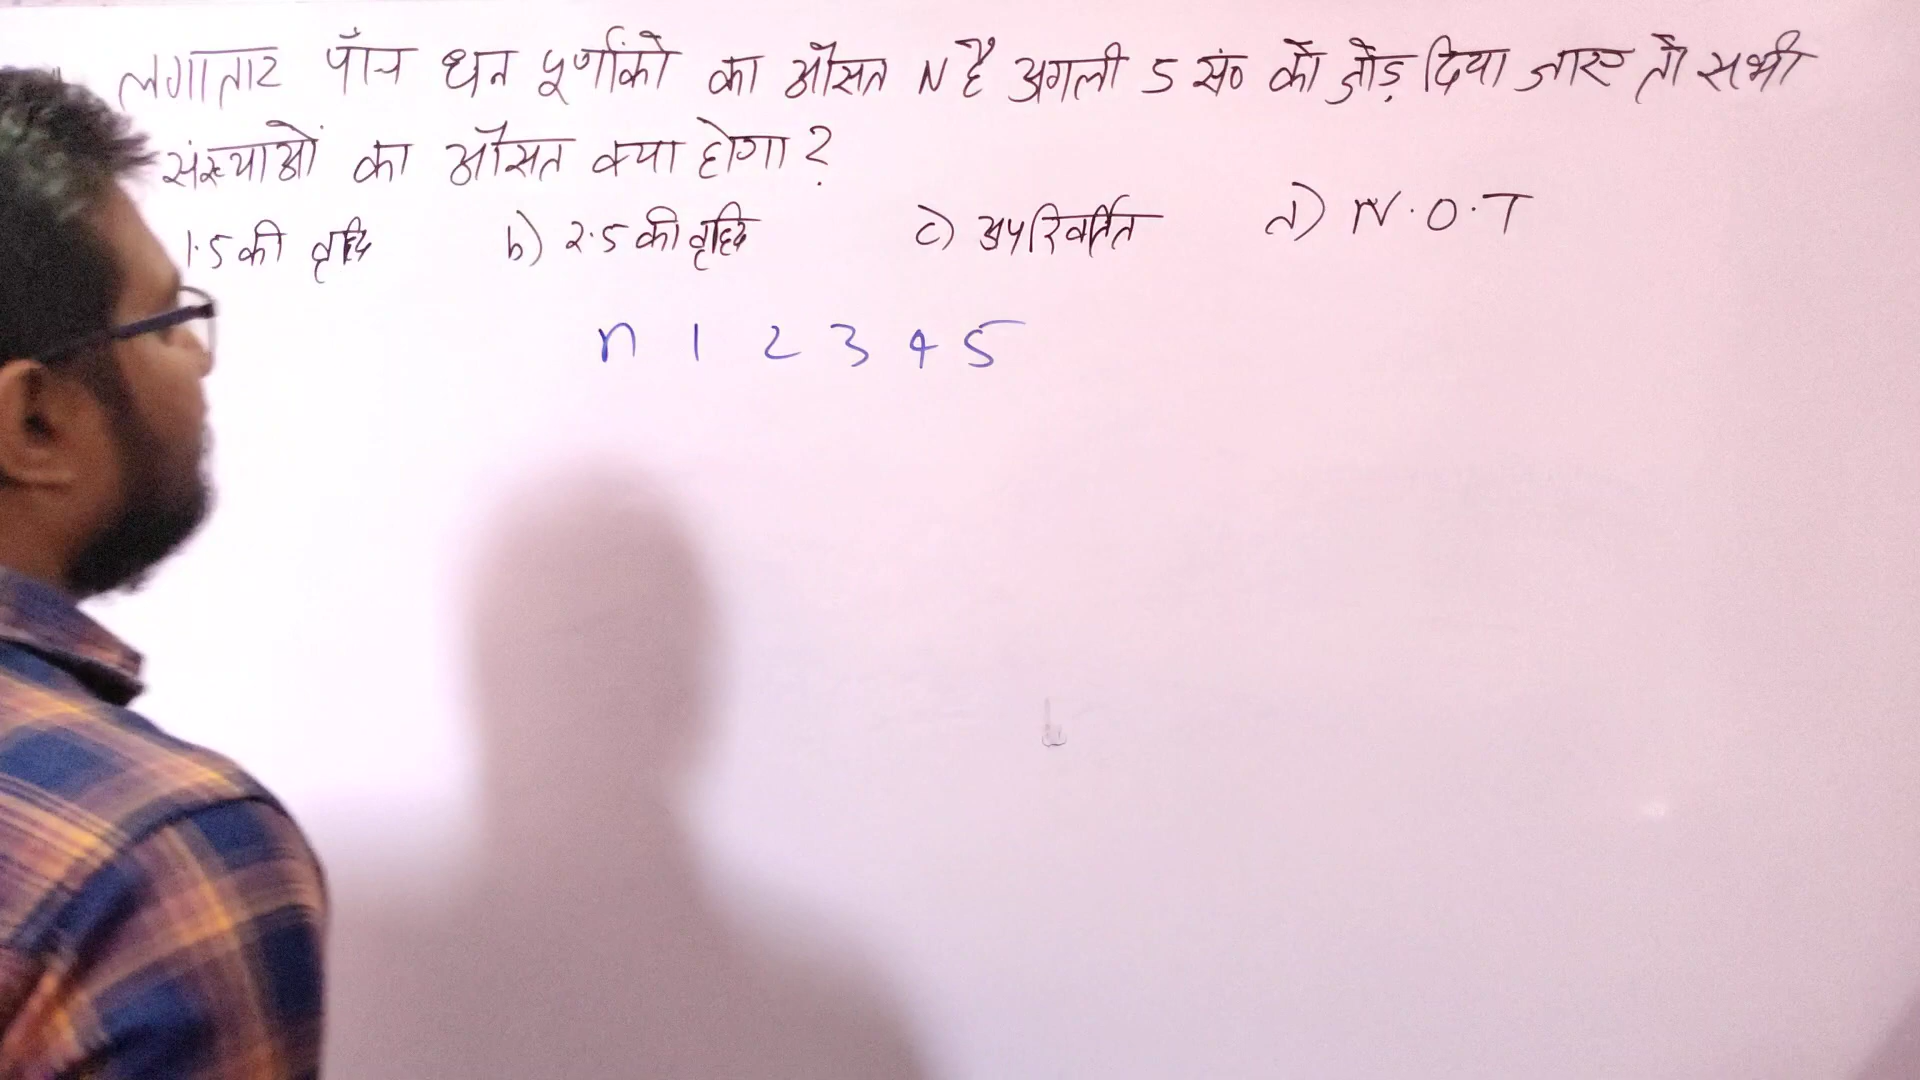 लगातार पाँच धन पूर्णांको का औसत N है अगली 5 सं० को जोड़ दिया जाए तो सभी
संख्याओं का औसत क्या होगा ?
1.5 की वृद्धि b) 2.5 की वृद्धि c) अपरिवर्तित d) N.O.T
n 1 2 3 4 5